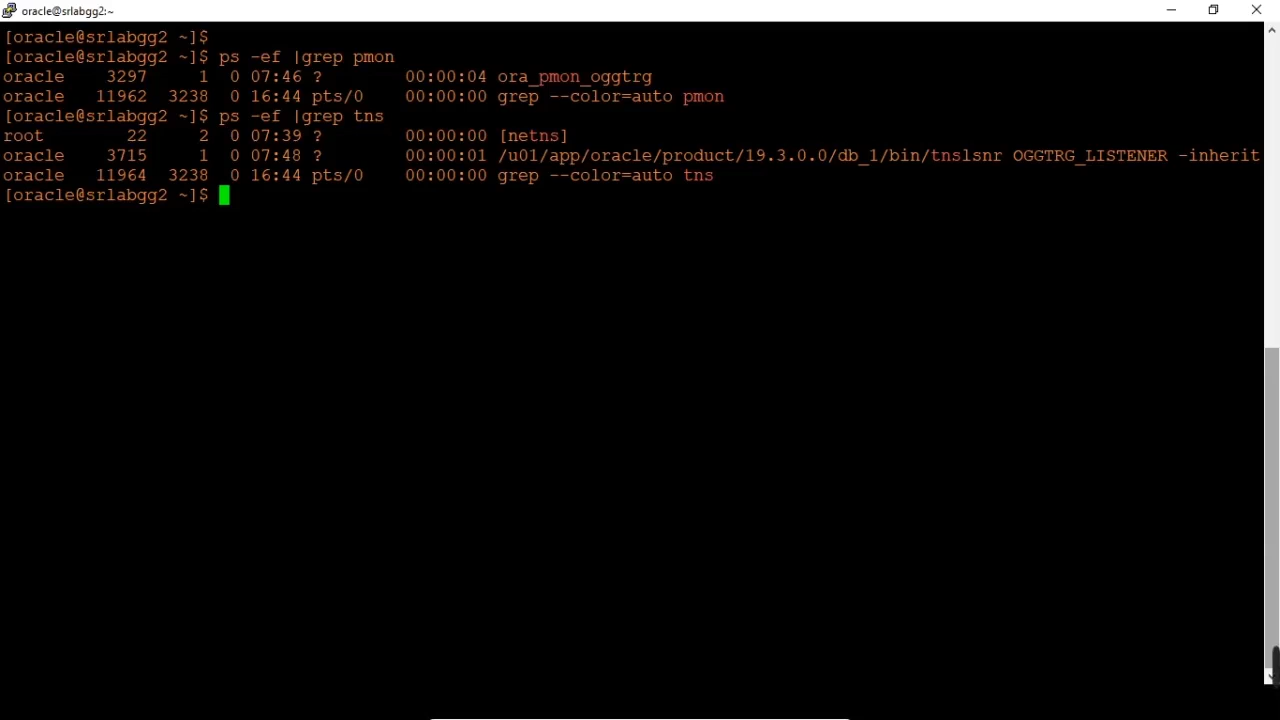 oracle@srlabgg2:~
[oracle@srlabgg2 ~]$
[oracle@srlabgg2 ~]$ ps -ef |grep pmon
oracle    3297     1  0 07:46 ?        00:00:04 ora_pmon_oggtrg
oracle   11962  3238  0 16:44 pts/0    00:00:00 grep --color=auto pmon
[oracle@srlabgg2 ~]$ ps -ef |grep tns
root        22     2  0 07:39 ?        00:00:00 [netns]
oracle    3715     1  0 07:48 ?        00:00:01 /u01/app/oracle/product/19.3.0.0/db_1/bin/tnslsnr OGGTRG_LISTENER -inherit
oracle   11964  3238  0 16:44 pts/0    00:00:00 grep --color=auto tns
[oracle@srlabgg2 ~]$